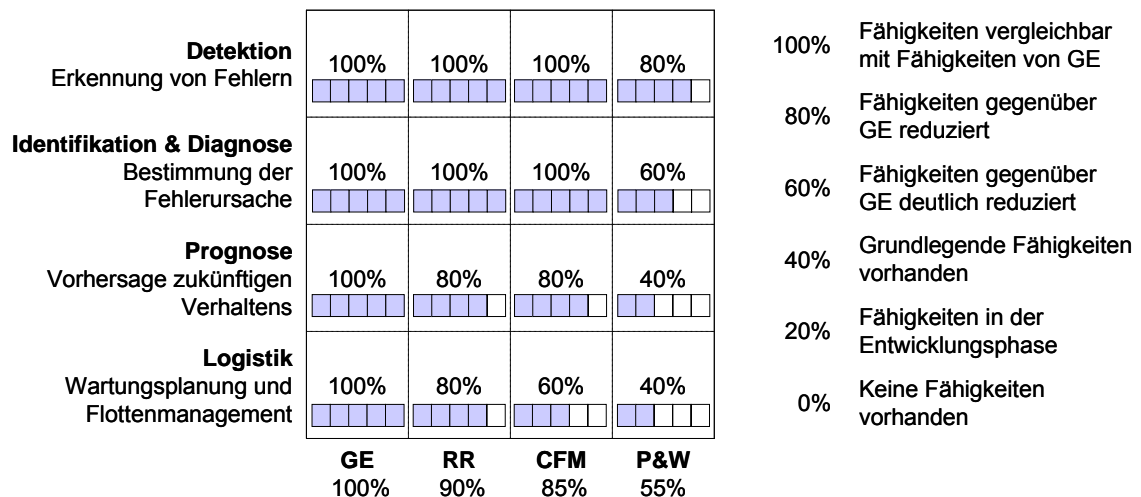 Detektion
Erkennung von Fehlern
100% 100% 100% 80%
Identifikation & Diagnose
Bestimmung der
Fehlerursache
100% 100% 100% 60%
Prognose
Vorhersage zukünftigen
Verhaltens
100% 80% 80% 40%
Logistik
Wartungsplanung und
Flottenmanagement
100% 80% 60% 40%
GE RR CFM P&W
100% 90% 85% 55%
100% Fähigkeiten vergleichbar
mit Fähigkeiten von GE
80% Fähigkeiten gegenüber
GE reduziert
60% Fähigkeiten gegenüber
GE deutlich reduziert
40% Grundlegende Fähigkeiten
vorhanden
20% Fähigkeiten in der
Entwicklungsphase
0% Keine Fähigkeiten
vorhanden